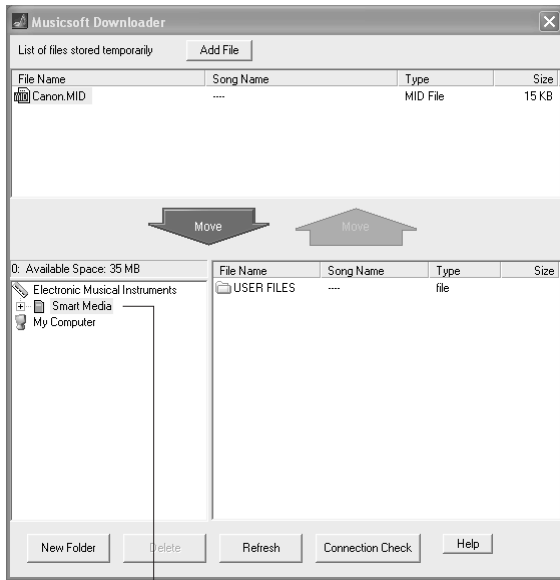 Musicsoft Downloader
List of files stored temporarily Add File
File Name Song Name Type Size
Canon.MID ---- MID File 15 KB
Move Move
0: Available Space: 35 MB
Electronic Musical Instruments
Smart Media
My Computer
File Name Song Name Type Size
USER FILES ---- file
New Folder Delete Refresh Connection Check Help